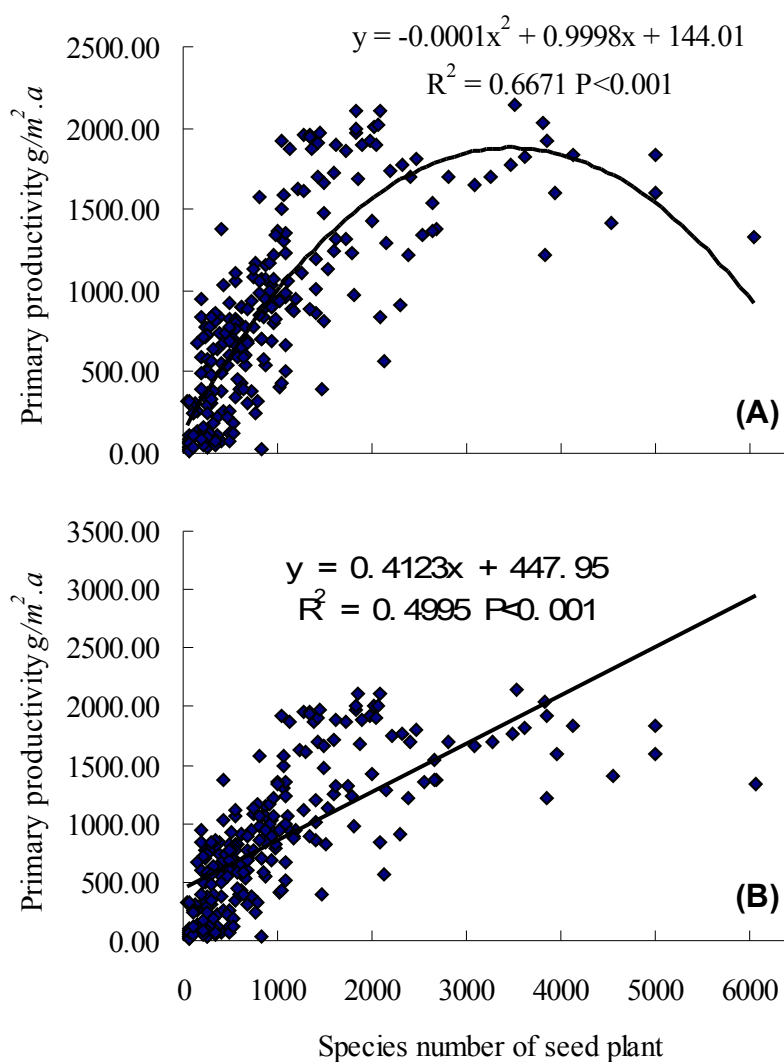 y = -0.0001x² + 0.9998x + 144.01
R² = 0.6671 P<0.001
2500.00
2000.00
1500.00
1000.00
500.00
0.00
Primary productivity g/m².a
(A)
y = 0.4123x + 447.95
R² = 0.4995 P<0.001
3500.00
3000.00
2500.00
2000.00
1500.00
1000.00
500.00
0.00
Primary productivity g/m².a
(B)
0 1000 2000 3000 4000 5000 6000
Species number of seed plant